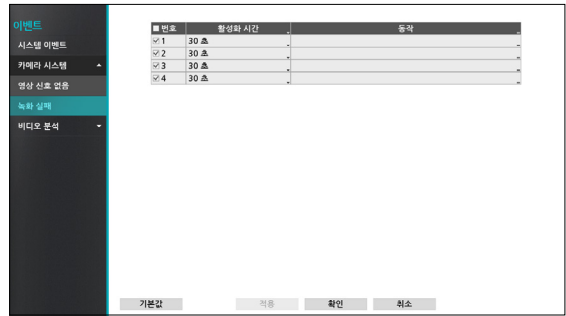 이벤트
시스템 이벤트
카메라 시스템
영상 신호 없음
녹화 실패
비디오 분석
번호 활성화 시간 동작
1 30 초
2 30 초
3 30 초
4 30 초
기본값 적용 확인 취소